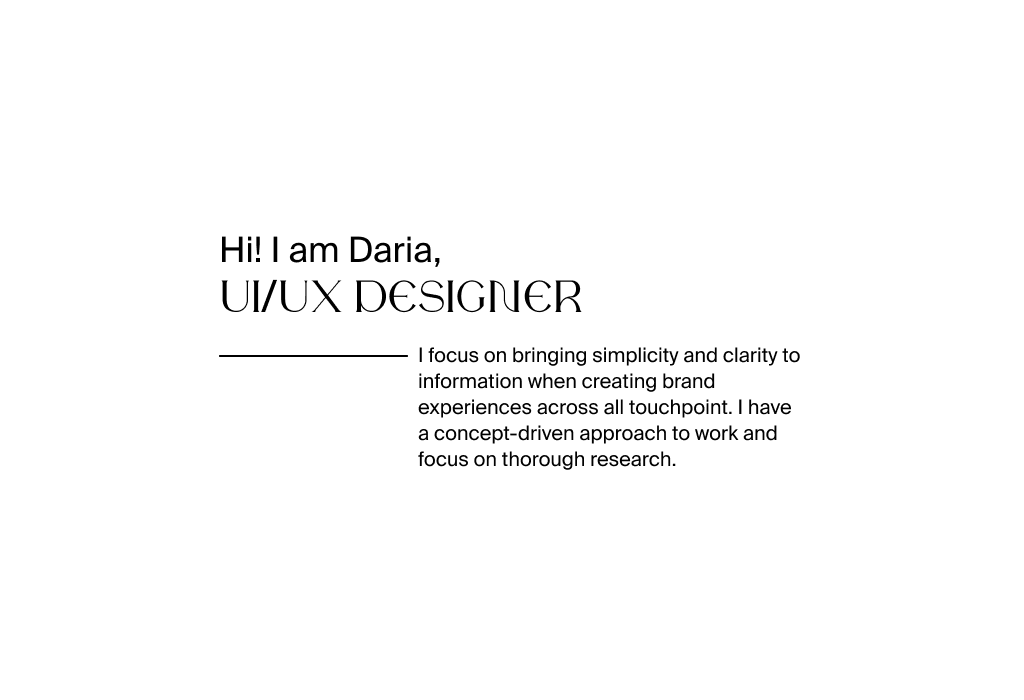 Hi! I am Daria,
UI/UX DESIGNER
I focus on bringing simplicity and clarity to
information when creating brand
experiences across all touchpoint. I have
a concept-driven approach to work and
focus on thorough research.